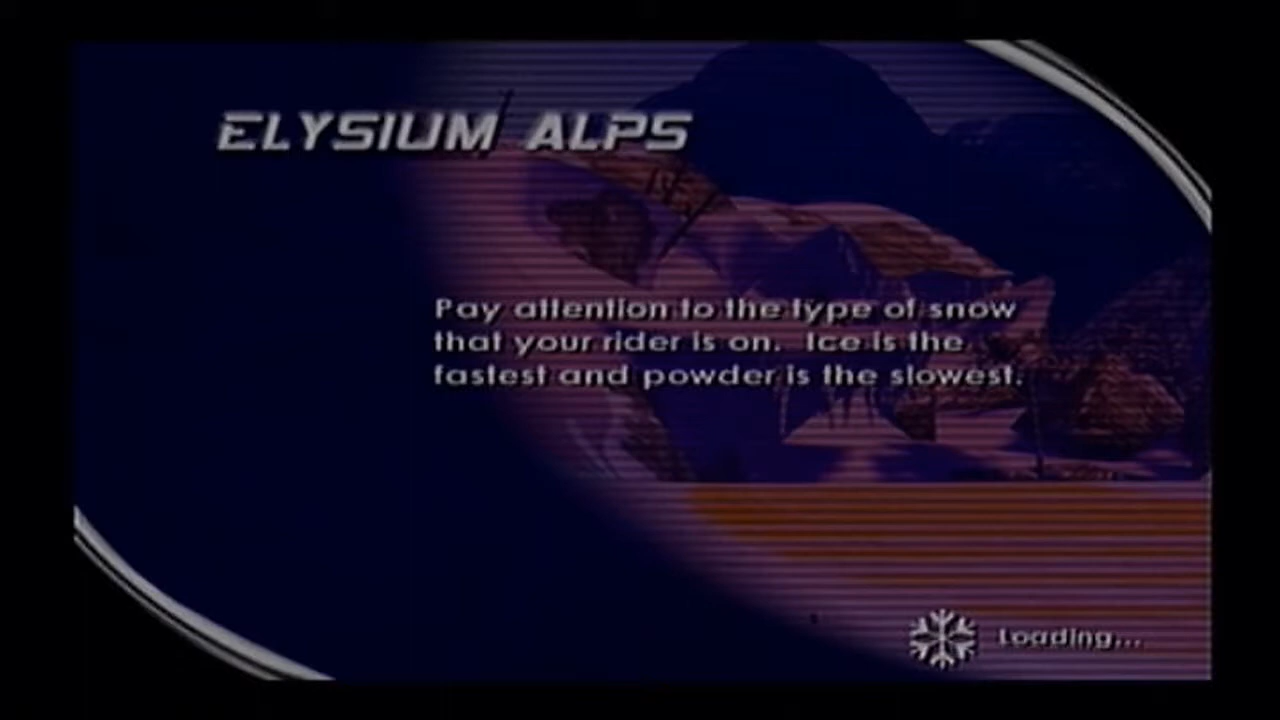 ELYSIUM ALPS
Pay attention to the type of snow
that your rider is on. Ice is the
fastest and powder is the slowest.
Loading...